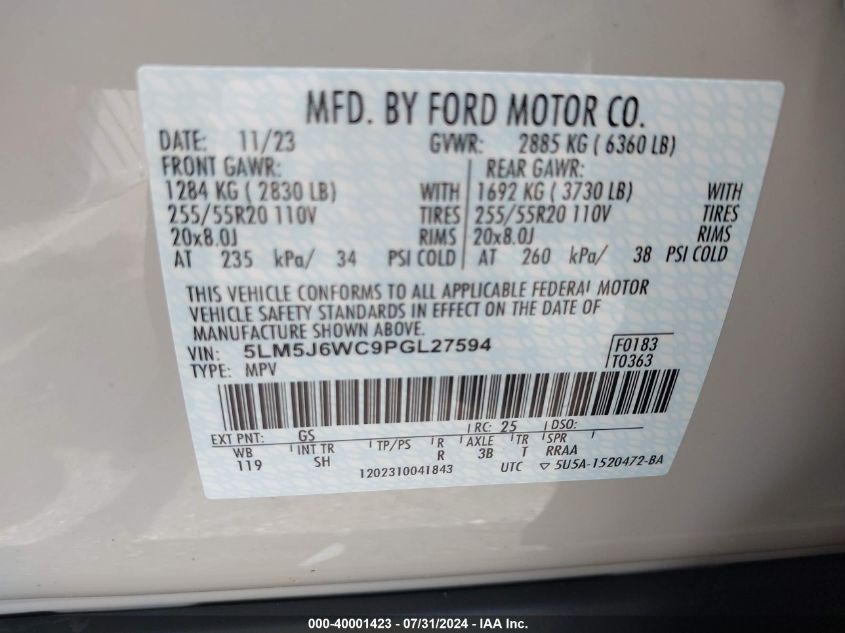 MFD. BY FORD MOTOR CO.
DATE: 11/23 GVWR: 2885 KG ( 6360 LB)
FRONT GAWR: REAR GAWR:
1284 KG ( 2830 LB) WITH 1692 KG ( 3730 LB) WITH
255/55R20 110V TIRES 255/55R20 110V TIRES
20x8.0J RIMS 20x8.0J RIMS
AT 235 kPa/ 34 PSI COLD AT 260 kPa/ 38 PSI COLD
THIS VEHICLE CONFORMS TO ALL APPLICABLE FEDERAL MOTOR
VEHICLE SAFETY STANDARDS IN EFFECT ON THE DATE OF
MANUFACTURE SHOWN ABOVE.
VIN: 5LM5J6WC9PGL27594 F0183
TYPE: MPV T0363
EXT PNT: GS RC: 25 DSO:
WB INT TR TP/PS R AXLE TR SPR
119 SH R 3B T RRAA
1202310041843 UTC ▽ 5U5A-1520472-BA
000-40001423 / 07/31/2024 - IAA Inc.